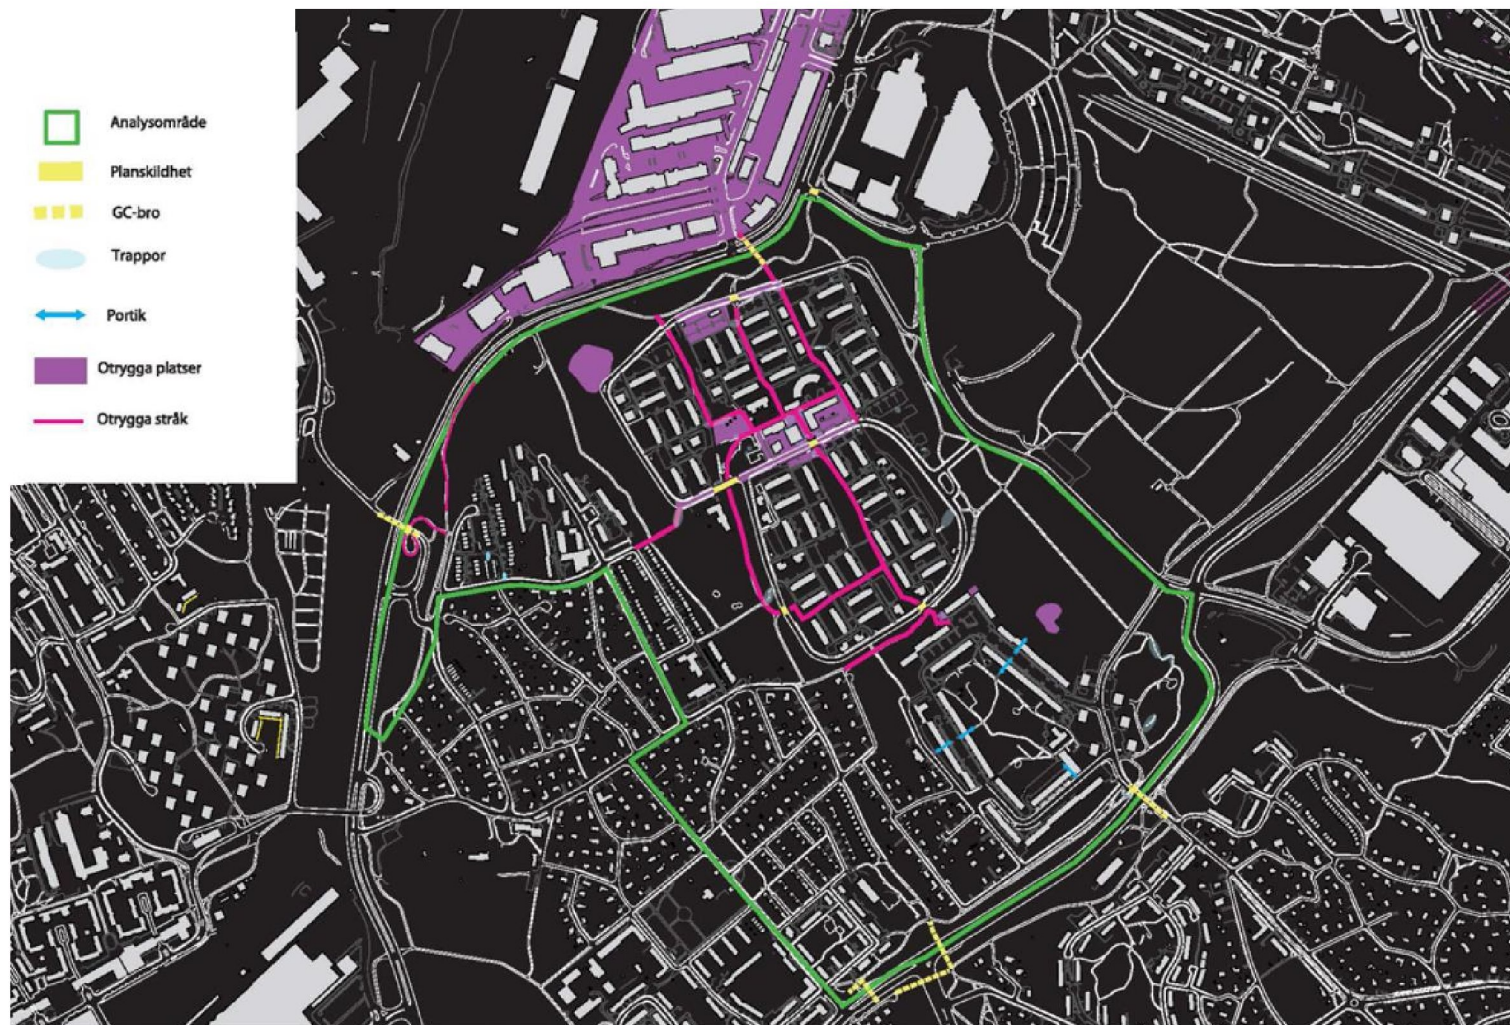 Analysområde
Planskildhet
GC-bro
Trappor
Portik
Otrygga platser
Otrygga stråk